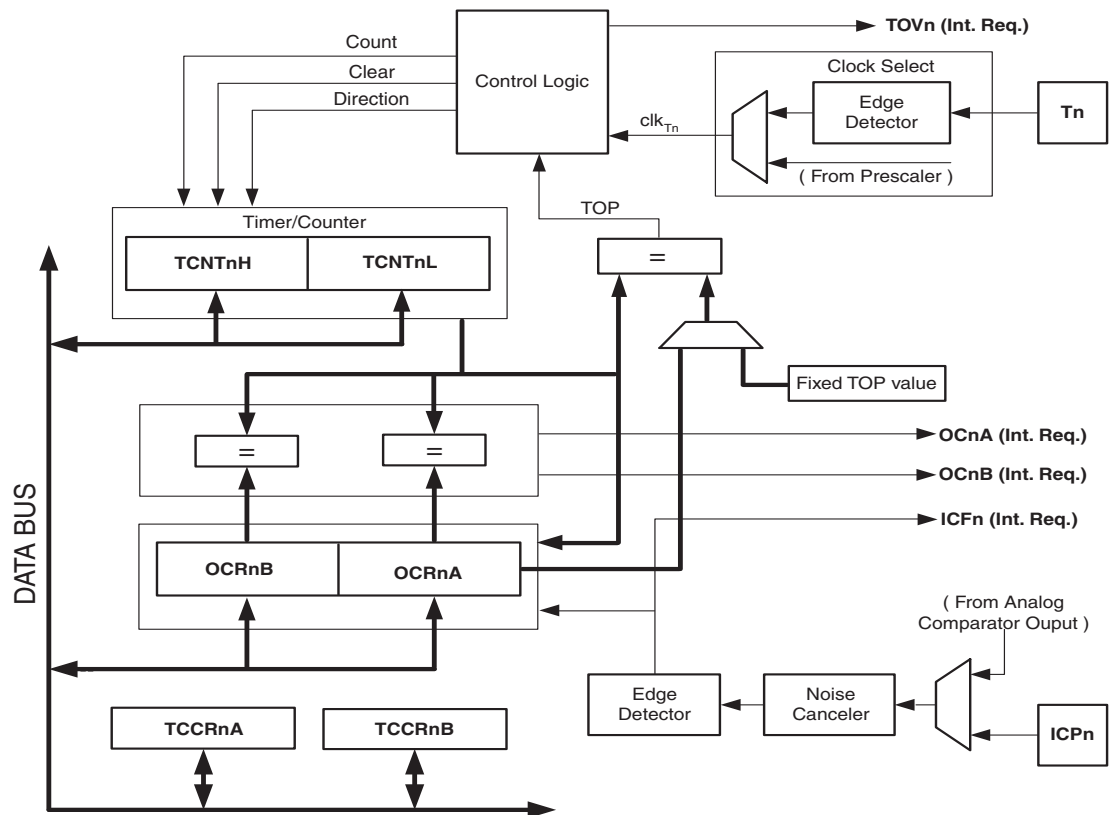 TOVn (Int. Req.)
Count
Clear
Direction
Control Logic
Clock Select
Edge
Detector
Tn
clkTn
( From Prescaler )
TOP
Timer/Counter
TCNTnH
TCNTnL
=
Fixed TOP value
=
=
OCnA (Int. Req.)
OCnB (Int. Req.)
ICFn (Int. Req.)
DATA BUS
OCRnB
OCRnA
( From Analog
Comparator Ouput )
Edge
Detector
Noise
Canceler
ICPn
TCCRnA
TCCRnB